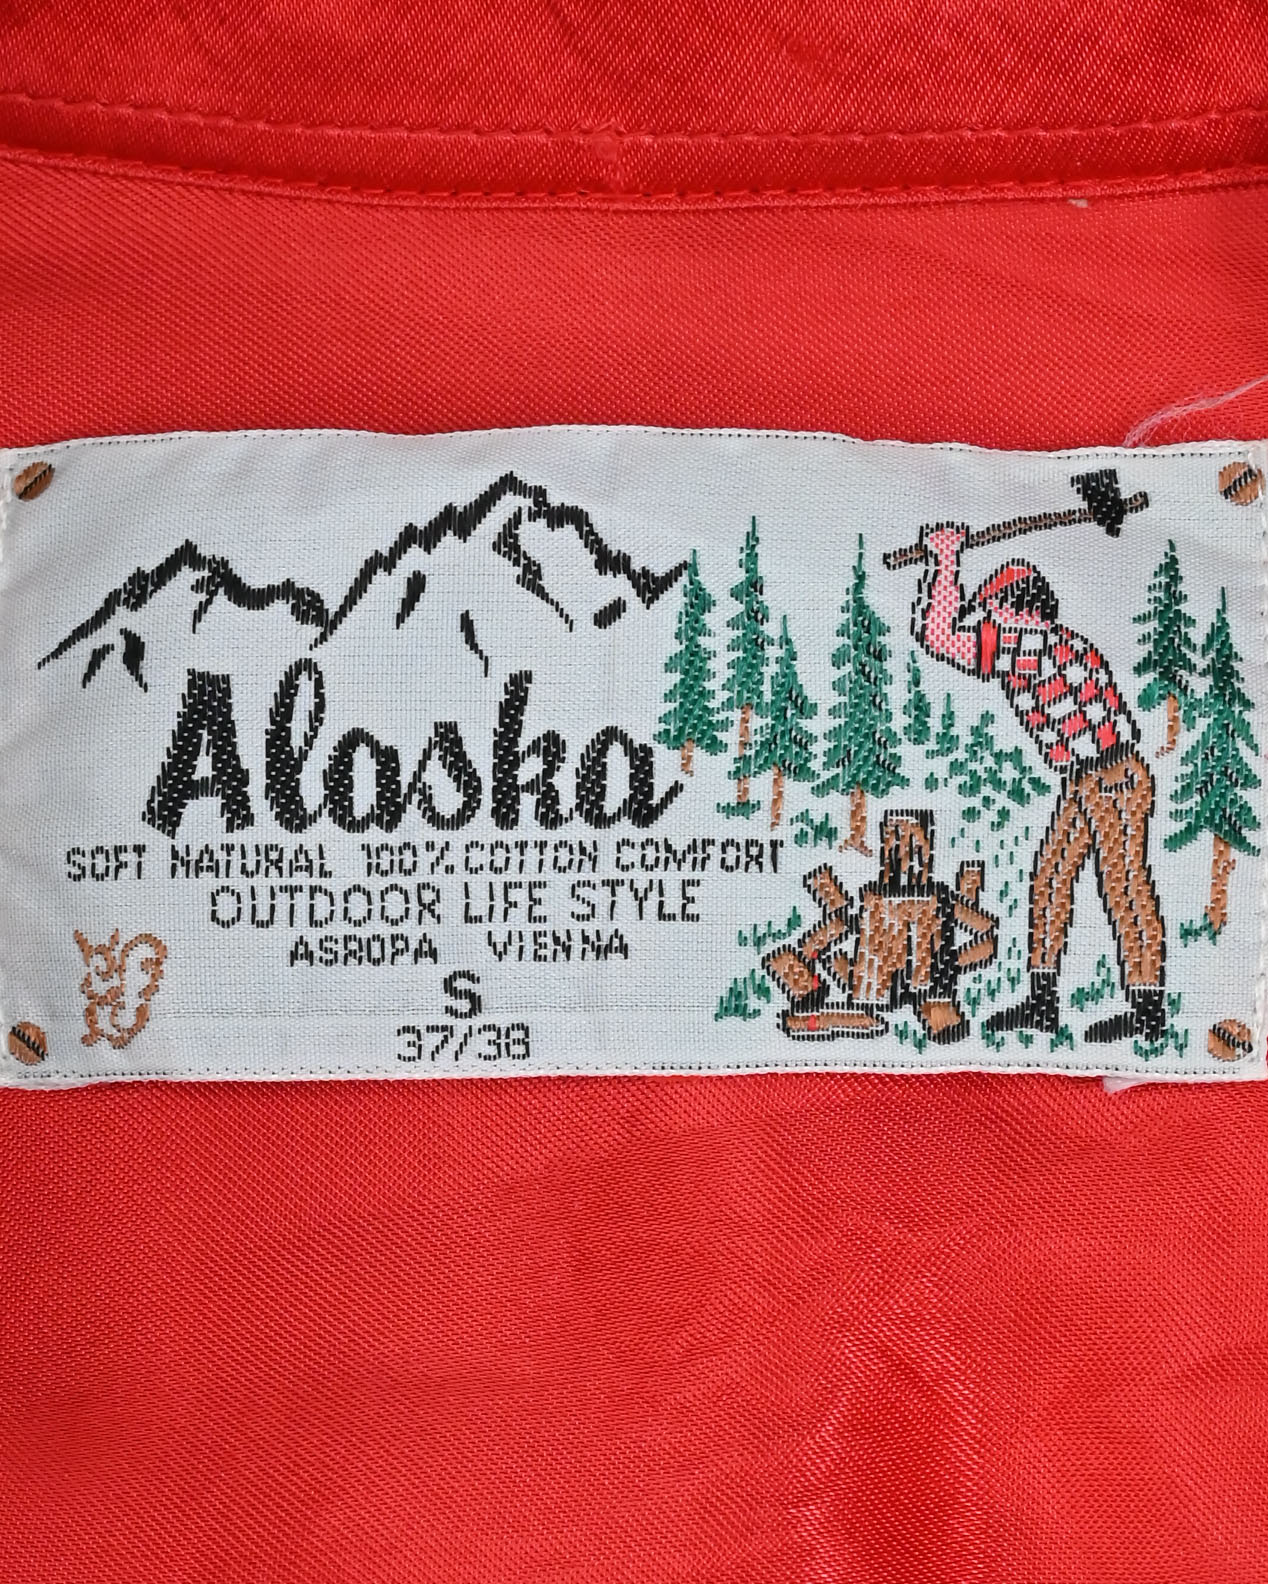 Alaska
SOFT NATURAL 100% COTTON COMFORT
OUTDOOR LIFE STYLE
ASROPA VIENNA
S
37/38